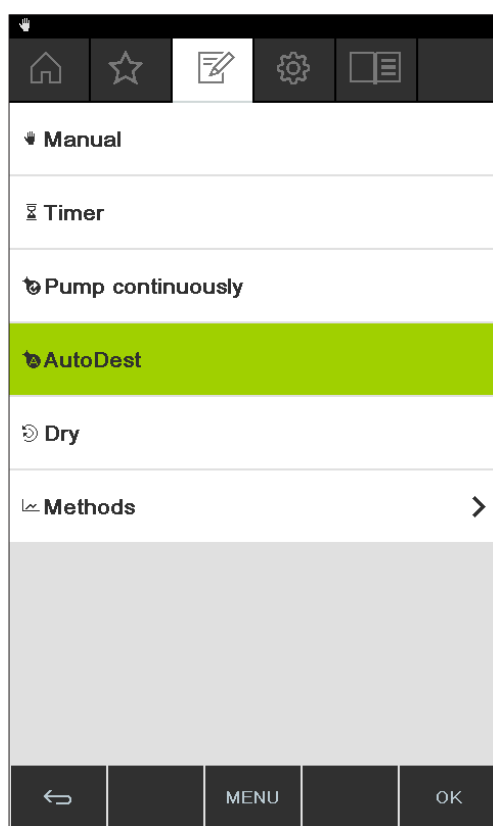 Manual
Timer
Pump continuously
AutoDest
Dry
Methods
MENU
OK